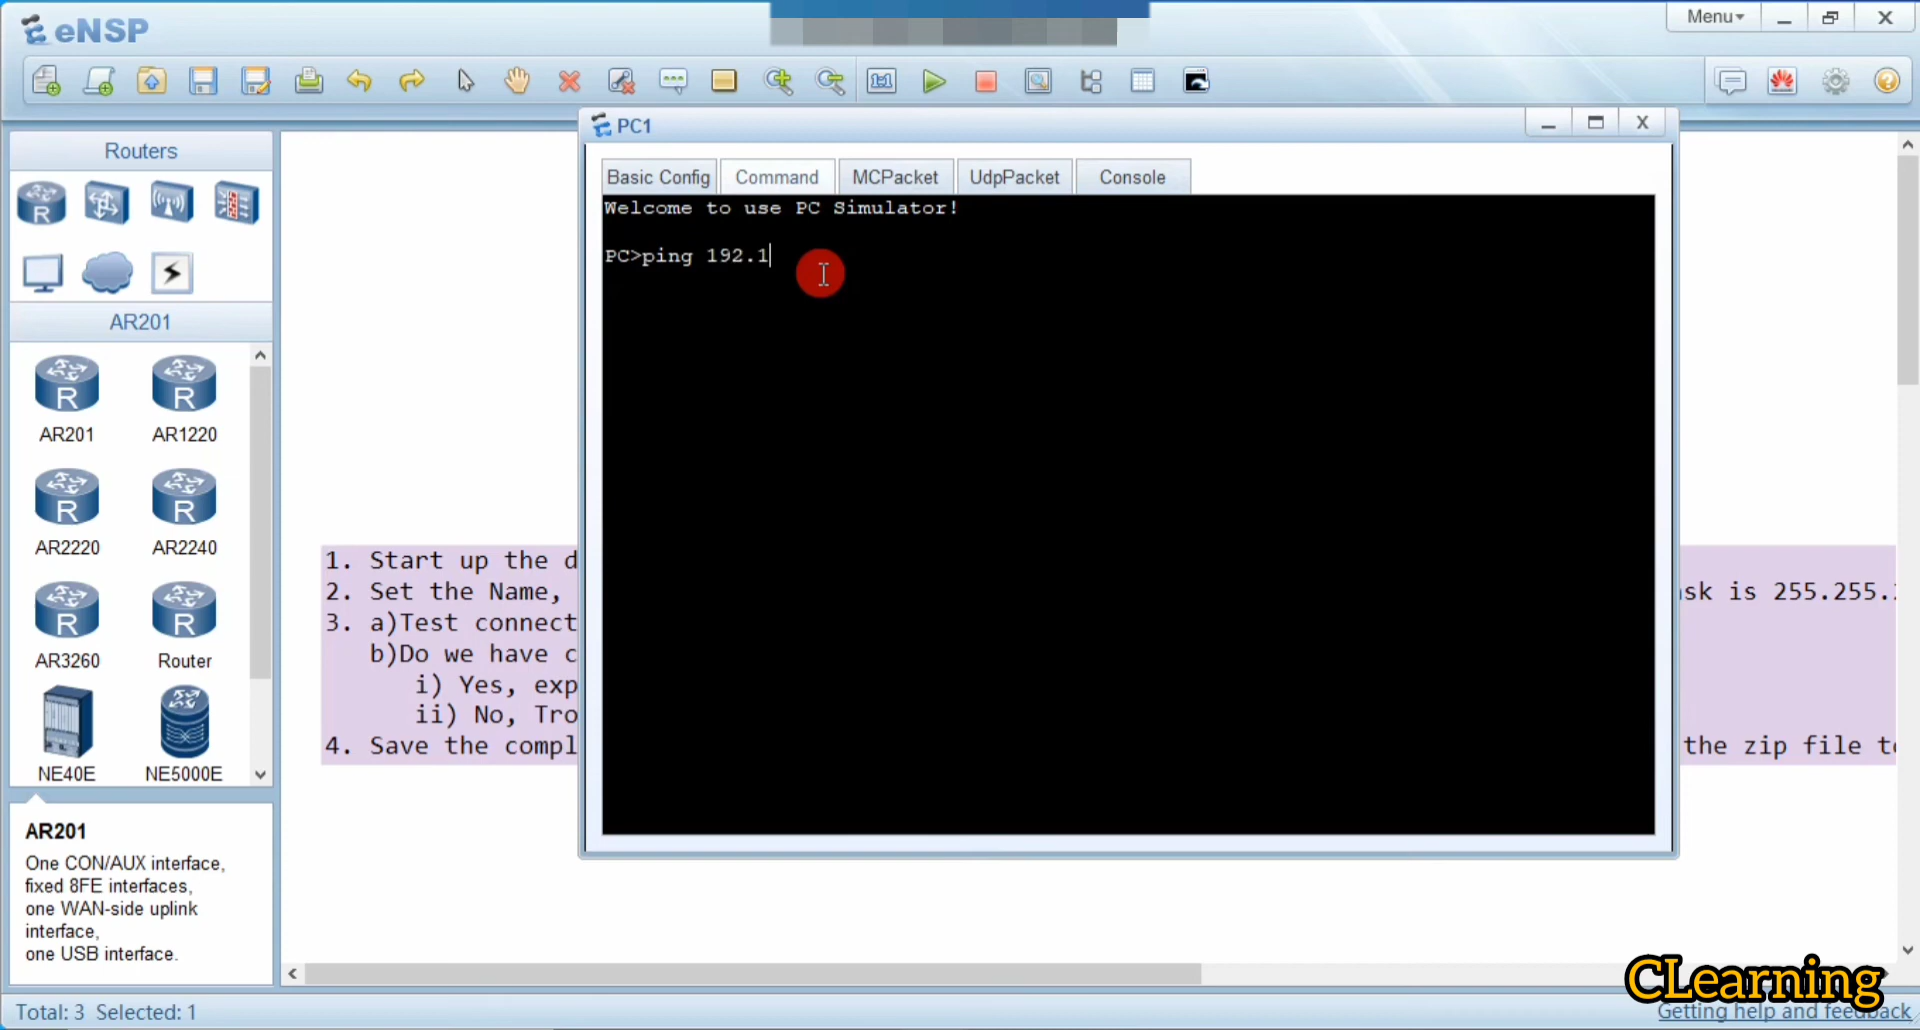 eNSP
Menu
PC1
Routers
Basic Config Command MCPacket UdpPacket Console
Welcome to use PC Simulator!
PC>ping 192.1
AR201
AR201 AR1220
AR2220 AR2240
AR3260 Router
NE40E NE5000E
1. Start up the d
2. Set the Name, sk is 255.255.
3. a)Test connect
b)Do we have c
i) Yes, exp
ii) No, Tro
4. Save the compl the zip file to
AR201
One CON/AUX interface,
fixed 8FE interfaces,
one WAN-side uplink
interface,
one USB interface.
CLearning
Total: 3 Selected: 1
Getting help and feedback